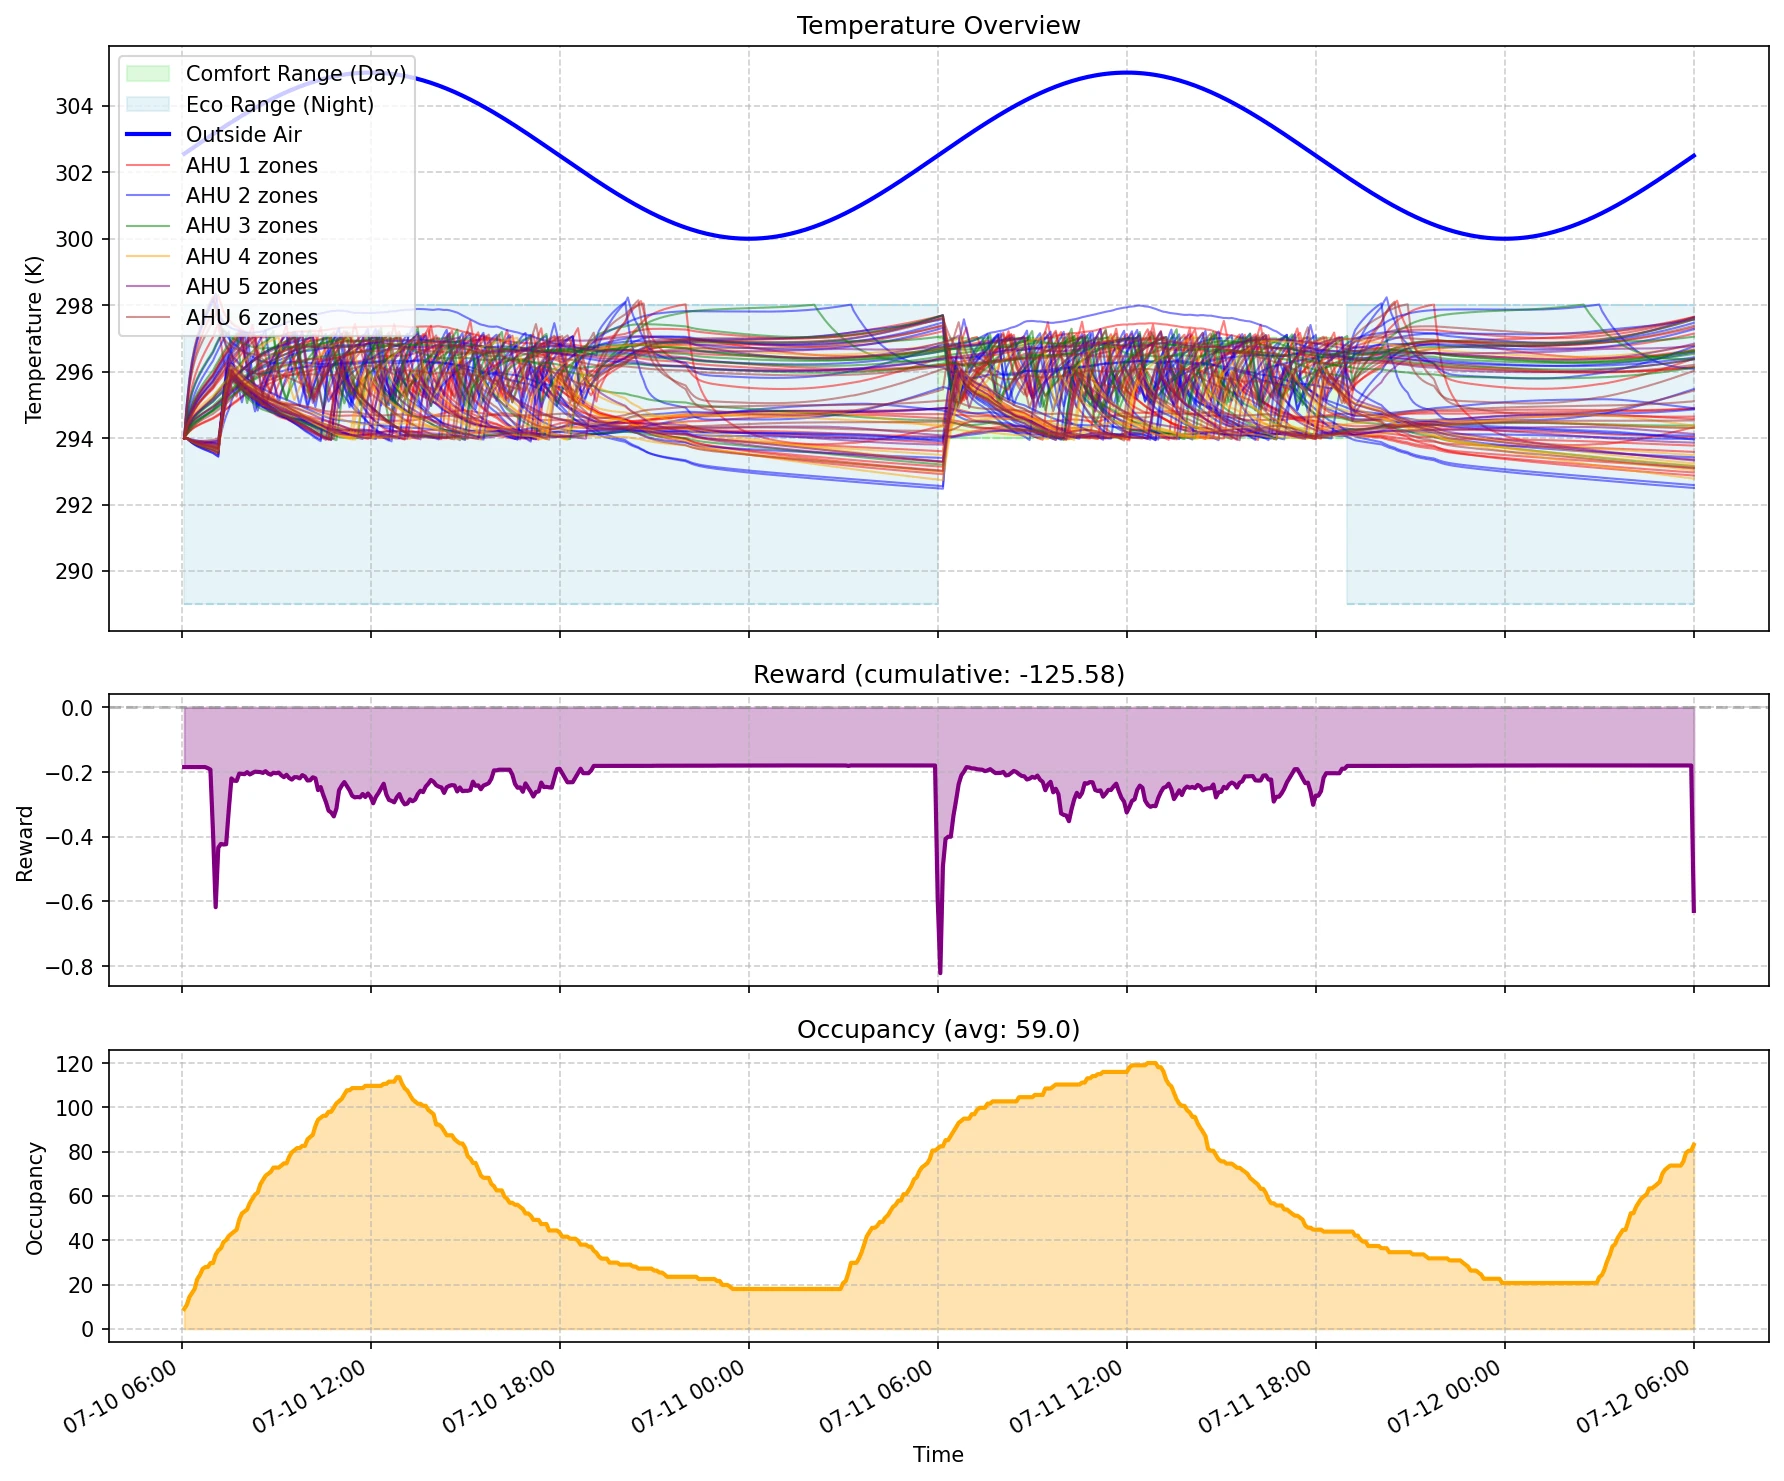 Temperature Overview
Comfort Range (Day)
Eco Range (Night)
Outside Air
AHU 1 zones
AHU 2 zones
AHU 3 zones
AHU 4 zones
AHU 5 zones
AHU 6 zones
Temperature (K)
304
302
300
298
296
294
292
290
Reward (cumulative: -125.58)
Reward
0.0
−0.2
−0.4
−0.6
−0.8
Occupancy (avg: 59.0)
Occupancy
120
100
80
60
40
20
0
07-10 06:00
07-10 12:00
07-10 18:00
07-11 00:00
07-11 06:00
07-11 12:00
07-11 18:00
07-12 00:00
07-12 06:00
Time